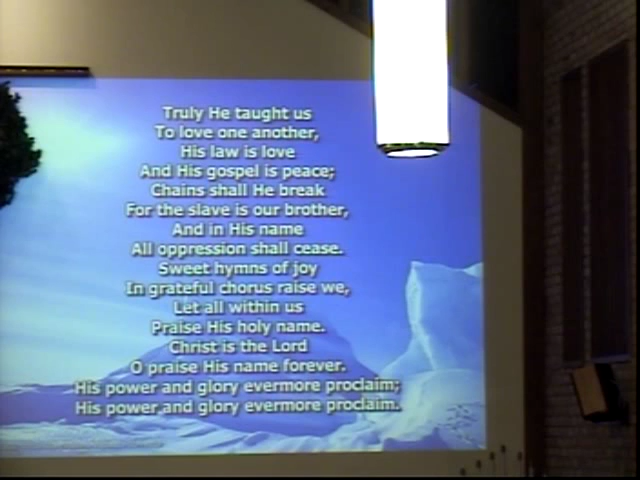 Truly He taught us
To love one another,
His law is love
And His gospel is peace;
Chains shall He break
For the slave is our brother,
And in His name
All oppression shall cease.
Sweet hymns of joy
In grateful chorus raise we,
Let all within us
Praise His holy name.
Christ is the Lord
O praise His name forever.
His power and glory evermore proclaim;
His power and glory evermore proclaim.